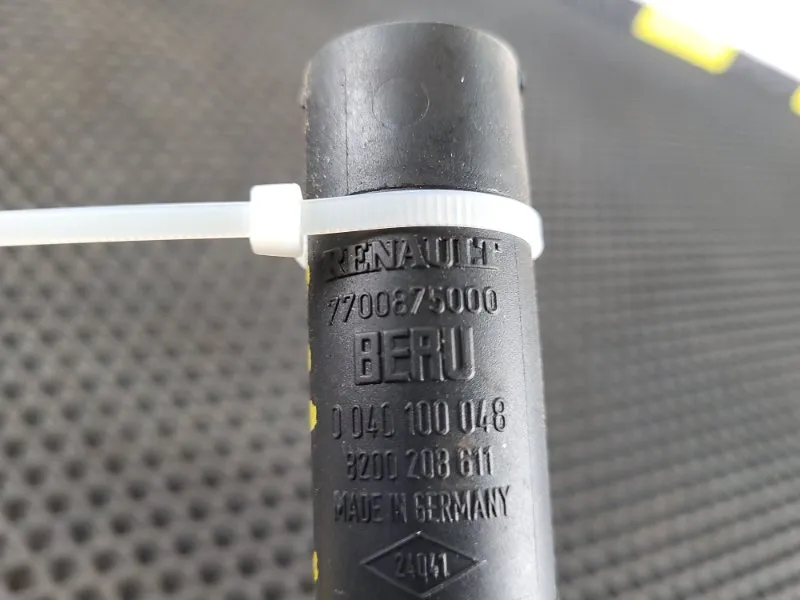 RENAULT
7700875000
BERU
0 040 100 048
8200 208 611
MADE IN GERMANY
24041